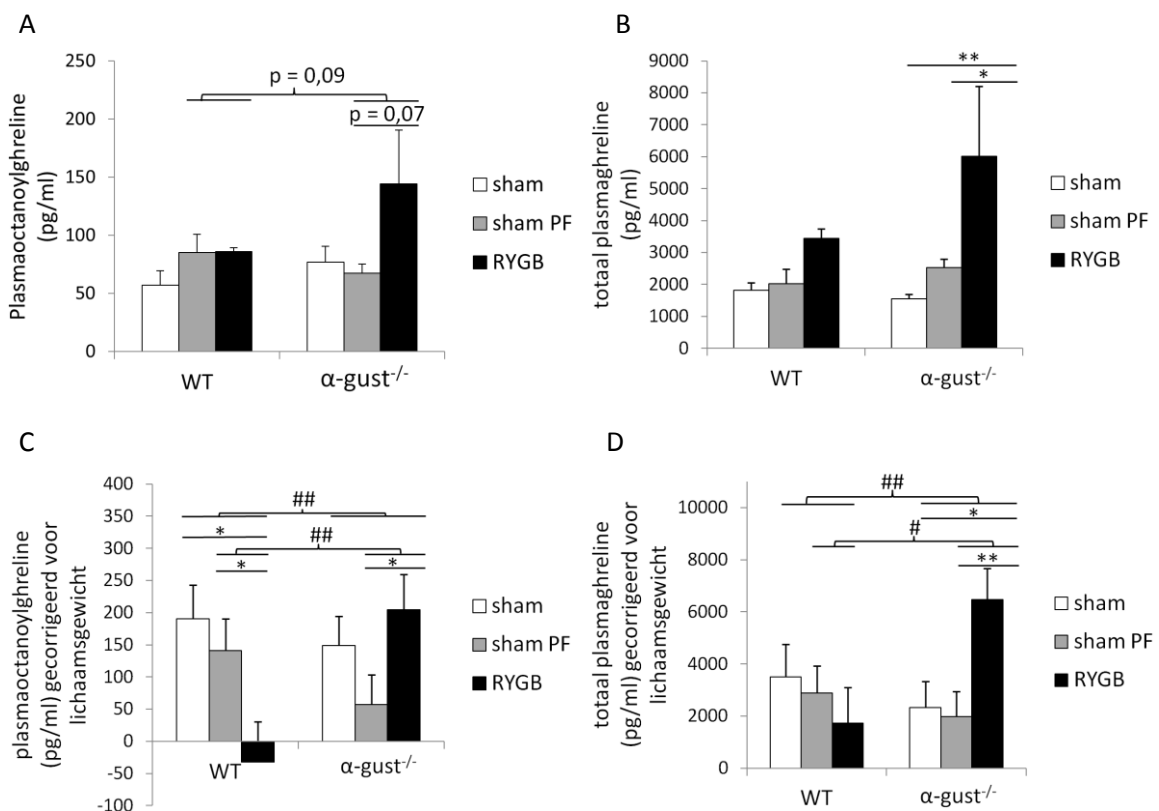 A
250
200
150
100
50
0
Plasmaoctanoylghreline
(pg/ml)
p = 0,09
p = 0,07
WT
α-gust-/-
sham
sham PF
RYGB
B
9000
8000
7000
6000
5000
4000
3000
2000
1000
0
totaal plasmaghreline
(pg/ml)
**
*
WT
α-gust-/-
sham
sham PF
RYGB
C
400
350
300
250
200
150
100
50
0
-50
-100
plasmaoctanoylghreline
(pg/ml) gecorrigeerd voor
lichaamsgewicht
##
*
##
*
*
WT
α-gust-/-
sham
sham PF
RYGB
D
10000
8000
6000
4000
2000
0
totaal plasmaghreline
(pg/ml) gecorrigeerd voor
lichaamsgewicht
##
*
#
**
WT
α-gust-/-
sham
sham PF
RYGB